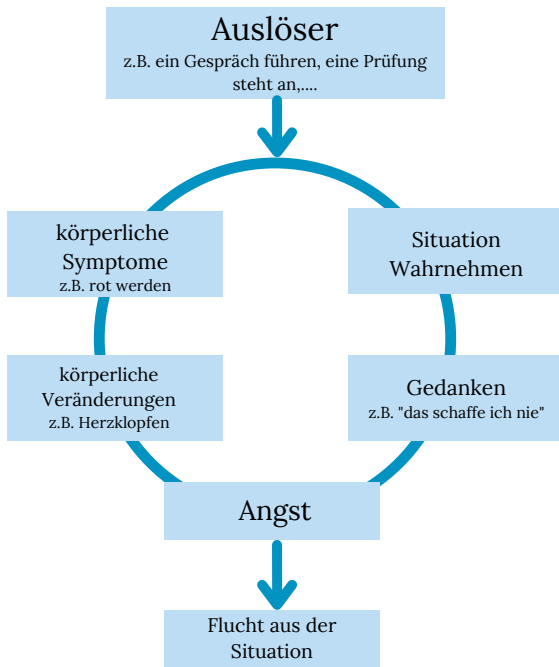 Auslöser
z.B. ein Gespräch führen, eine Prüfung
steht an,....
körperliche
Symptome
z.B. rot werden
Situation
Wahrnehmen
körperliche
Veränderungen
z.B. Herzklopfen
Gedanken
z.B. "das schaffe ich nie"
Angst
Flucht aus der
Situation